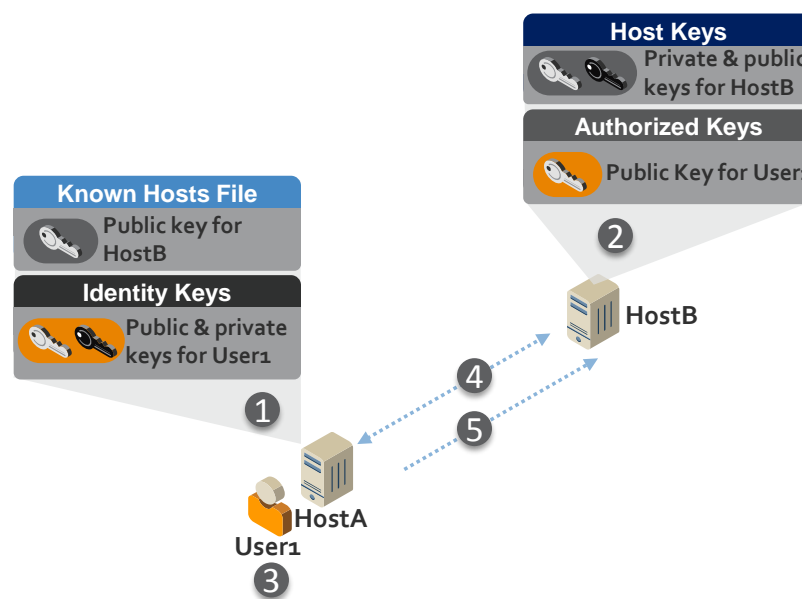 Host Keys
Private & public
keys for HostB
Authorized Keys
Public Key for User1
Known Hosts File
Public key for
HostB
Identity Keys
Public & private
keys for User1
2
HostB
4
1
5
HostA
User1
3